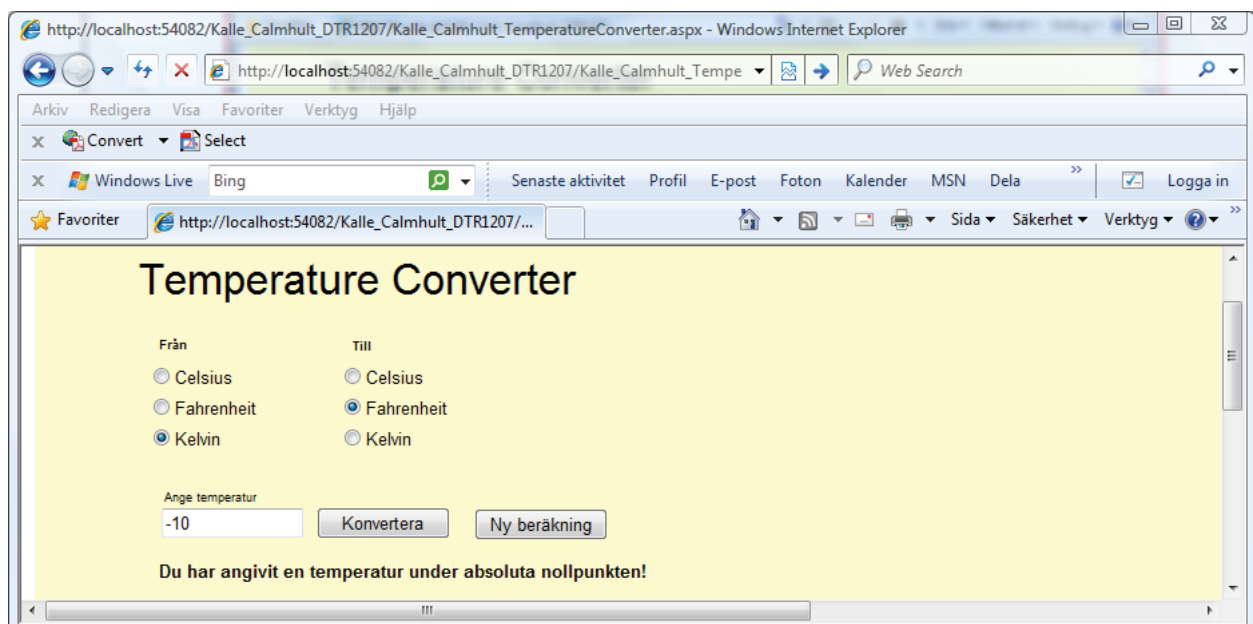 http://localhost:54082/Kalle_Calmhult_DTR1207/Kalle_Calmhult_TemperatureConverter.aspx - Windows Internet Explorer
http://localhost:54082/Kalle_Calmhult_DTR1207/Kalle_Calmhult_Tempe Web Search
Arkiv Redigera Visa Favoriter Verktyg Hjälp
x Convert Select
x Windows Live Bing Senaste aktivitet Profil E-post Foton Kalender MSN Dela » Logga in
Favoriter http://localhost:54082/Kalle_Calmhult_DTR1207/... Sida Säkerhet Verktyg »
Temperature Converter
Från Till
Celsius Celsius
Fahrenheit Fahrenheit
Kelvin Kelvin
Ange temperatur
-10 Konvertera Ny beräkning
Du har angivit en temperatur under absoluta nollpunkten!